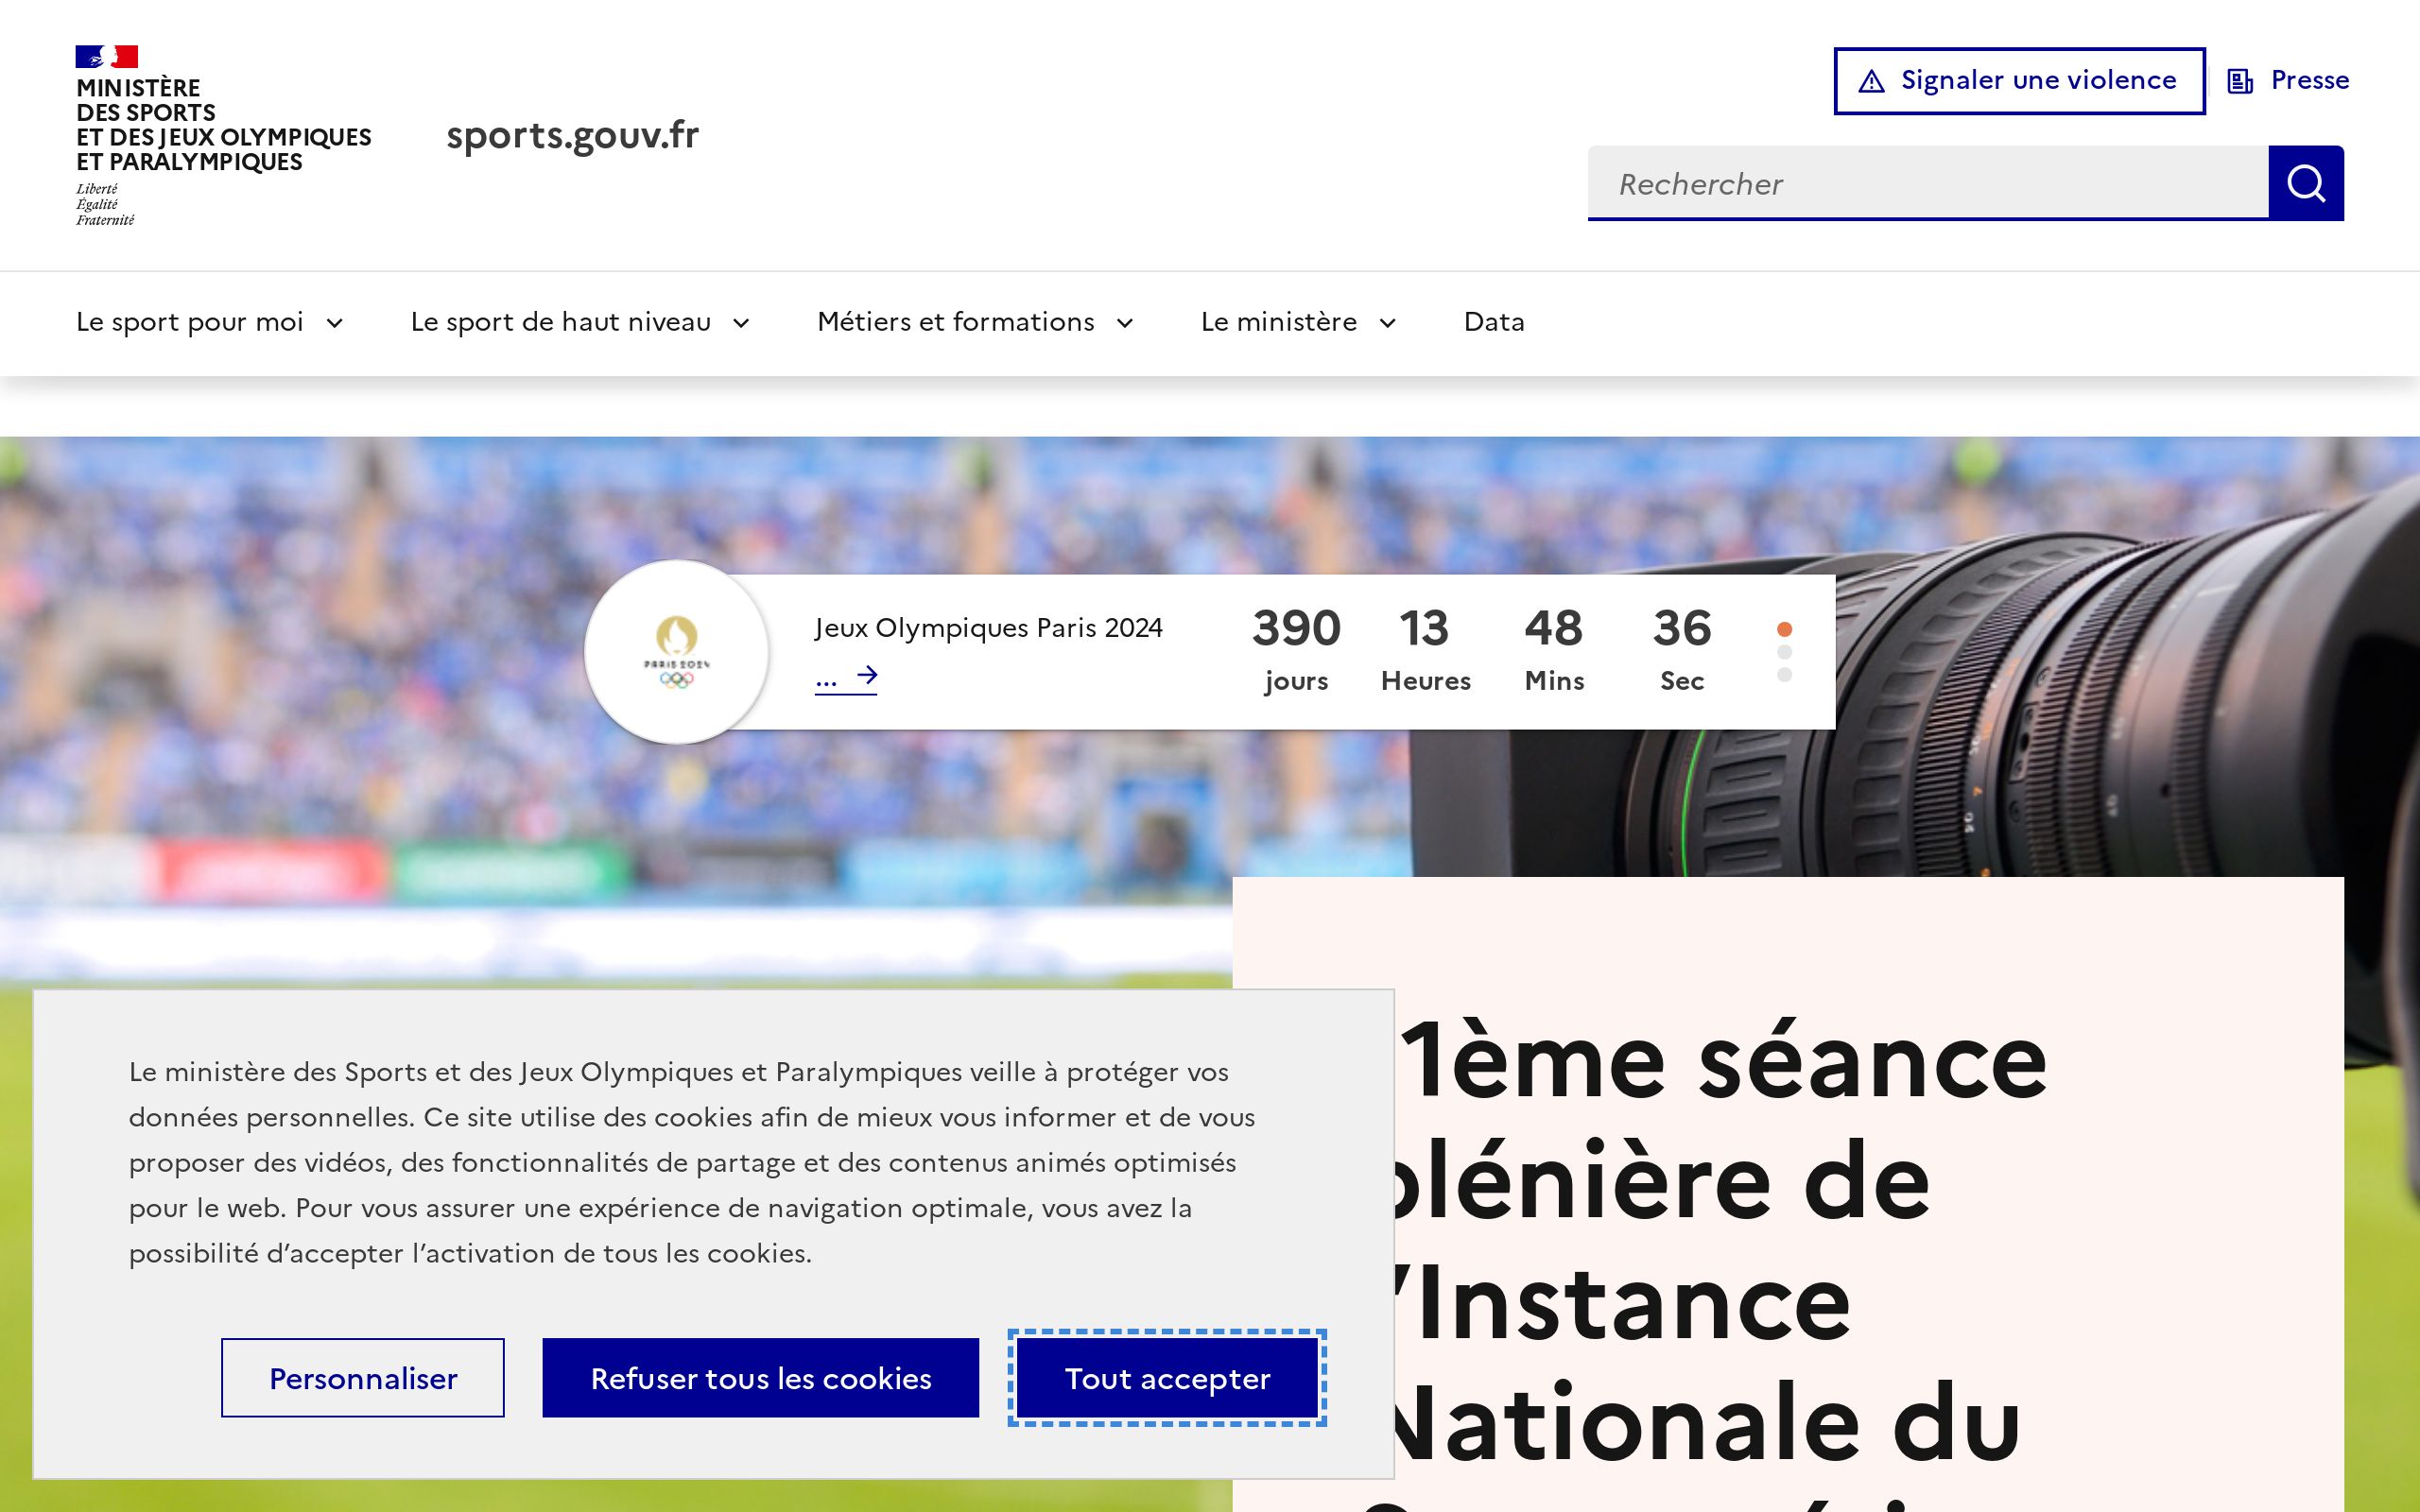 MINISTÈRE
DES SPORTS
ET DES JEUX OLYMPIQUES
ET PARALYMPIQUES
Liberté
Égalité
Fraternité
sports.gouv.fr
Signaler une violence
Presse
Rechercher
Le sport pour moi
Le sport de haut niveau
Métiers et formations
Le ministère
Data
PARIS 2024
Jeux Olympiques Paris 2024
...
390 13 48 36
jours Heures Mins Sec
1ème séance
plénière de
l’Instance
Nationale du
Le ministère des Sports et des Jeux Olympiques et Paralympiques veille à protéger vos
données personnelles. Ce site utilise des cookies afin de mieux vous informer et de vous
proposer des vidéos, des fonctionnalités de partage et des contenus animés optimisés
pour le web. Pour vous assurer une expérience de navigation optimale, vous avez la
possibilité d’accepter l’activation de tous les cookies.
Personnaliser
Refuser tous les cookies
Tout accepter